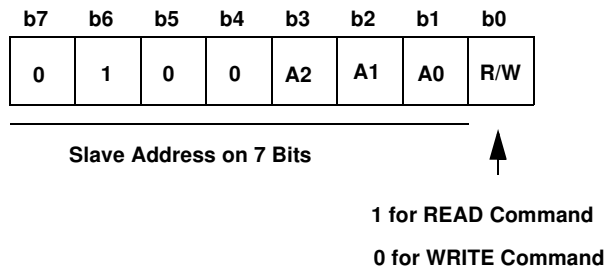 b7 b6 b5 b4 b3 b2 b1 b0
0 1 0 0 A2 A1 A0 R/W
Slave Address on 7 Bits
1 for READ Command
0 for WRITE Command